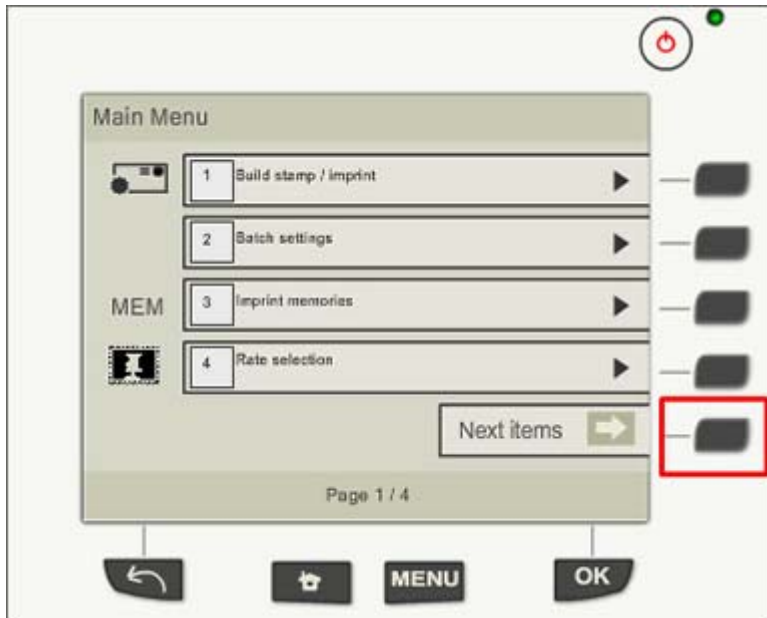 Main Menu
1 Build stamp / imprint
2 Batch settings
MEM 3 Imprint memories
4 Rate selection
Next items
Page 1 / 4
MENU OK